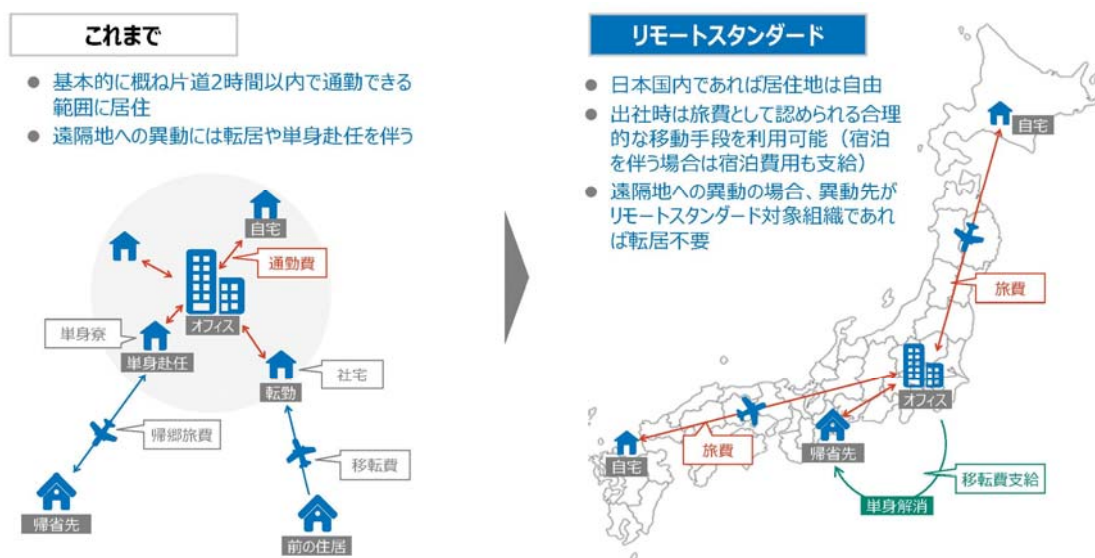 これまで
● 基本的に概ね片道2時間以内で通勤できる
範囲に居住
● 遠隔地への異動には転居や単身赴任を伴う
自宅
通勤費
オフィス
単身寮
単身赴任
社宅
転勤
帰郷旅費
移転費
帰省先
前の住居
リモートスタンダード
● 日本国内であれば居住地は自由
● 出社時は旅費として認められる合理
的な移動手段を利用可能（宿泊
を伴う場合は宿泊費用も支給）
● 遠隔地への異動の場合、異動先が
リモートスタンダード対象組織であれ
ば転居不要
自宅
旅費
オフィス
旅費
自宅
帰省先
移転費支給
単身解消